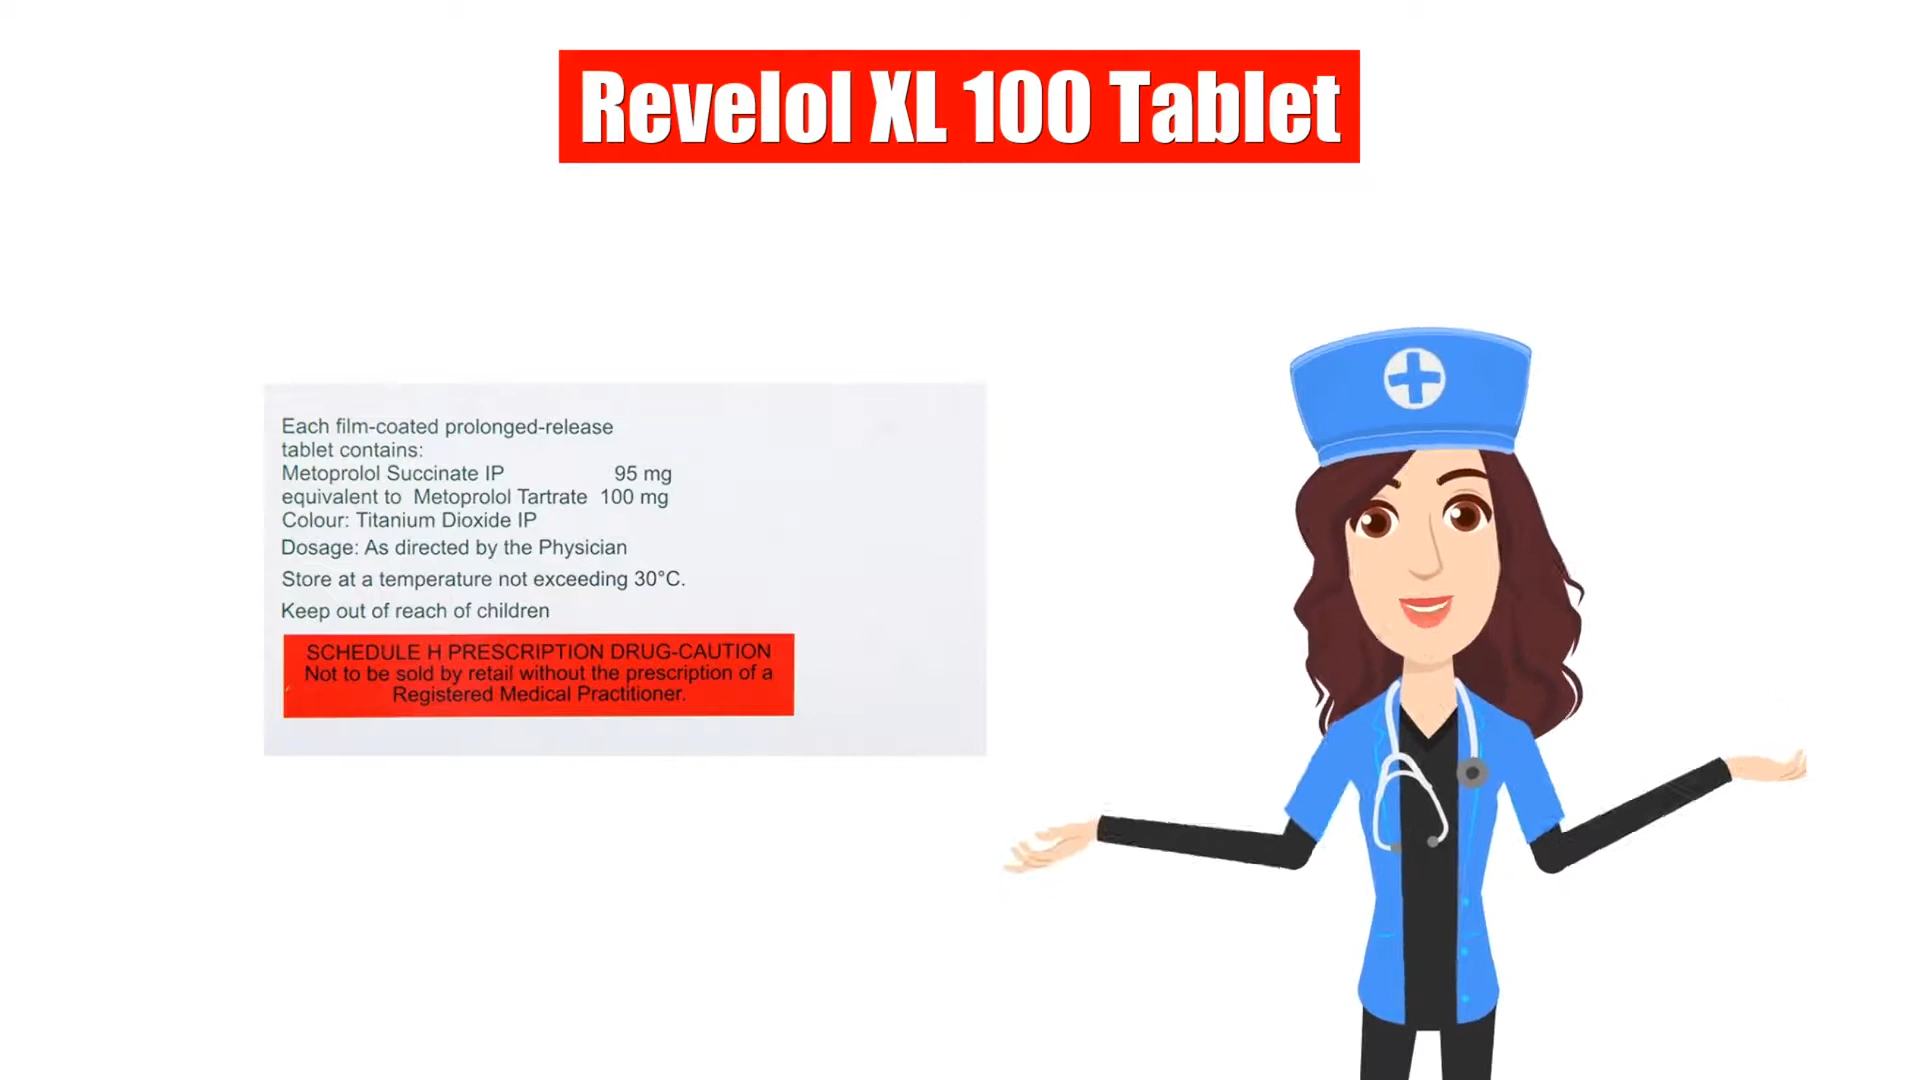 Revelol XL 100 Tablet
Each film-coated prolonged-release
tablet contains:
Metoprolol Succinate IP 95 mg
equivalent to Metoprolol Tartrate 100 mg
Colour: Titanium Dioxide IP
Dosage: As directed by the Physician
Store at a temperature not exceeding 30°C.
Keep out of reach of children
SCHEDULE H PRESCRIPTION DRUG-CAUTION
Not to be sold by retail without the prescription of a
Registered Medical Practitioner.